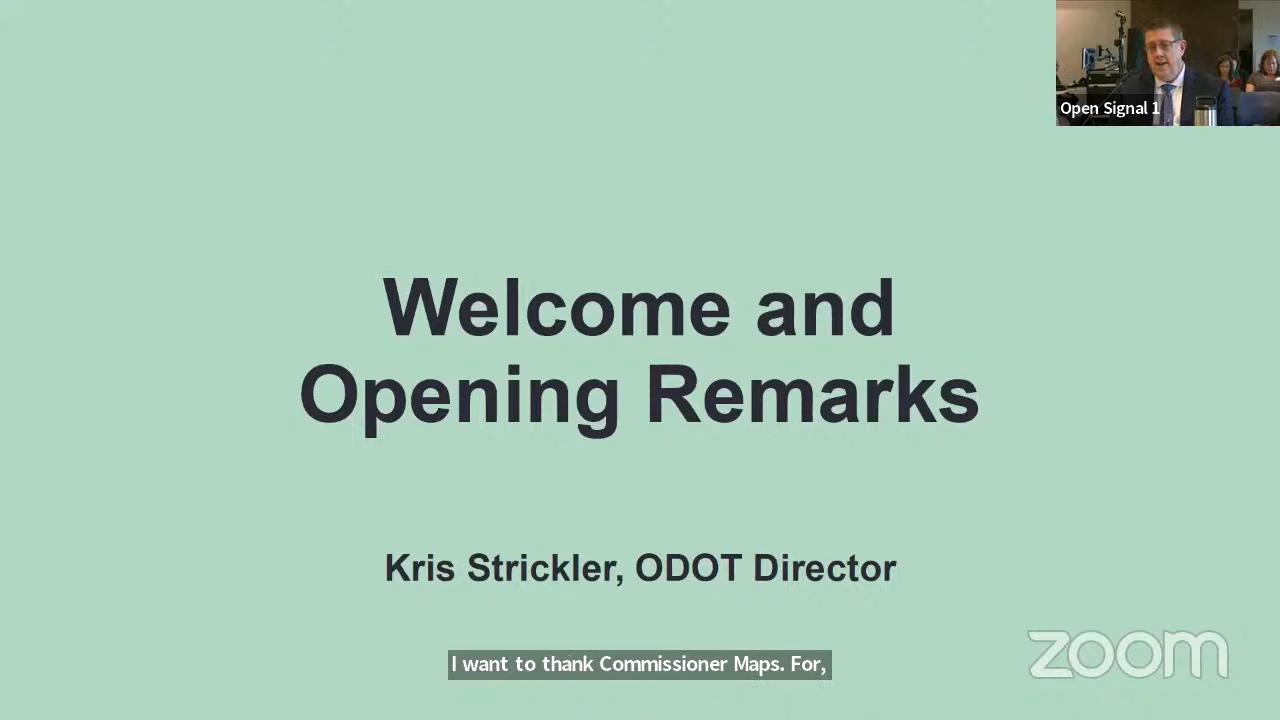 Open Signal 1
Welcome and
Opening Remarks
Kris Strickler, ODOT Director
I want to thank Commissioner Maps. For,
zoom